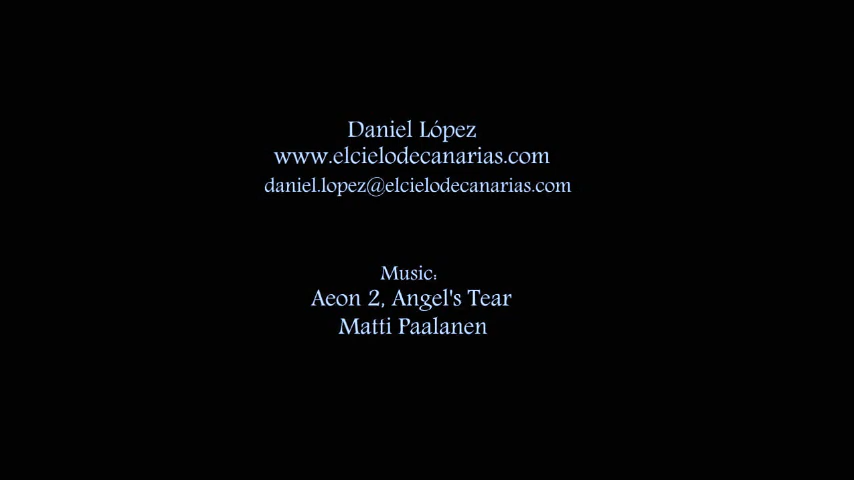 Daniel López
www.elcielodecanarias.com
daniel.lopez@elcielodecanarias.com
Music:
Aeon 2, Angel's Tear
Matti Paalanen